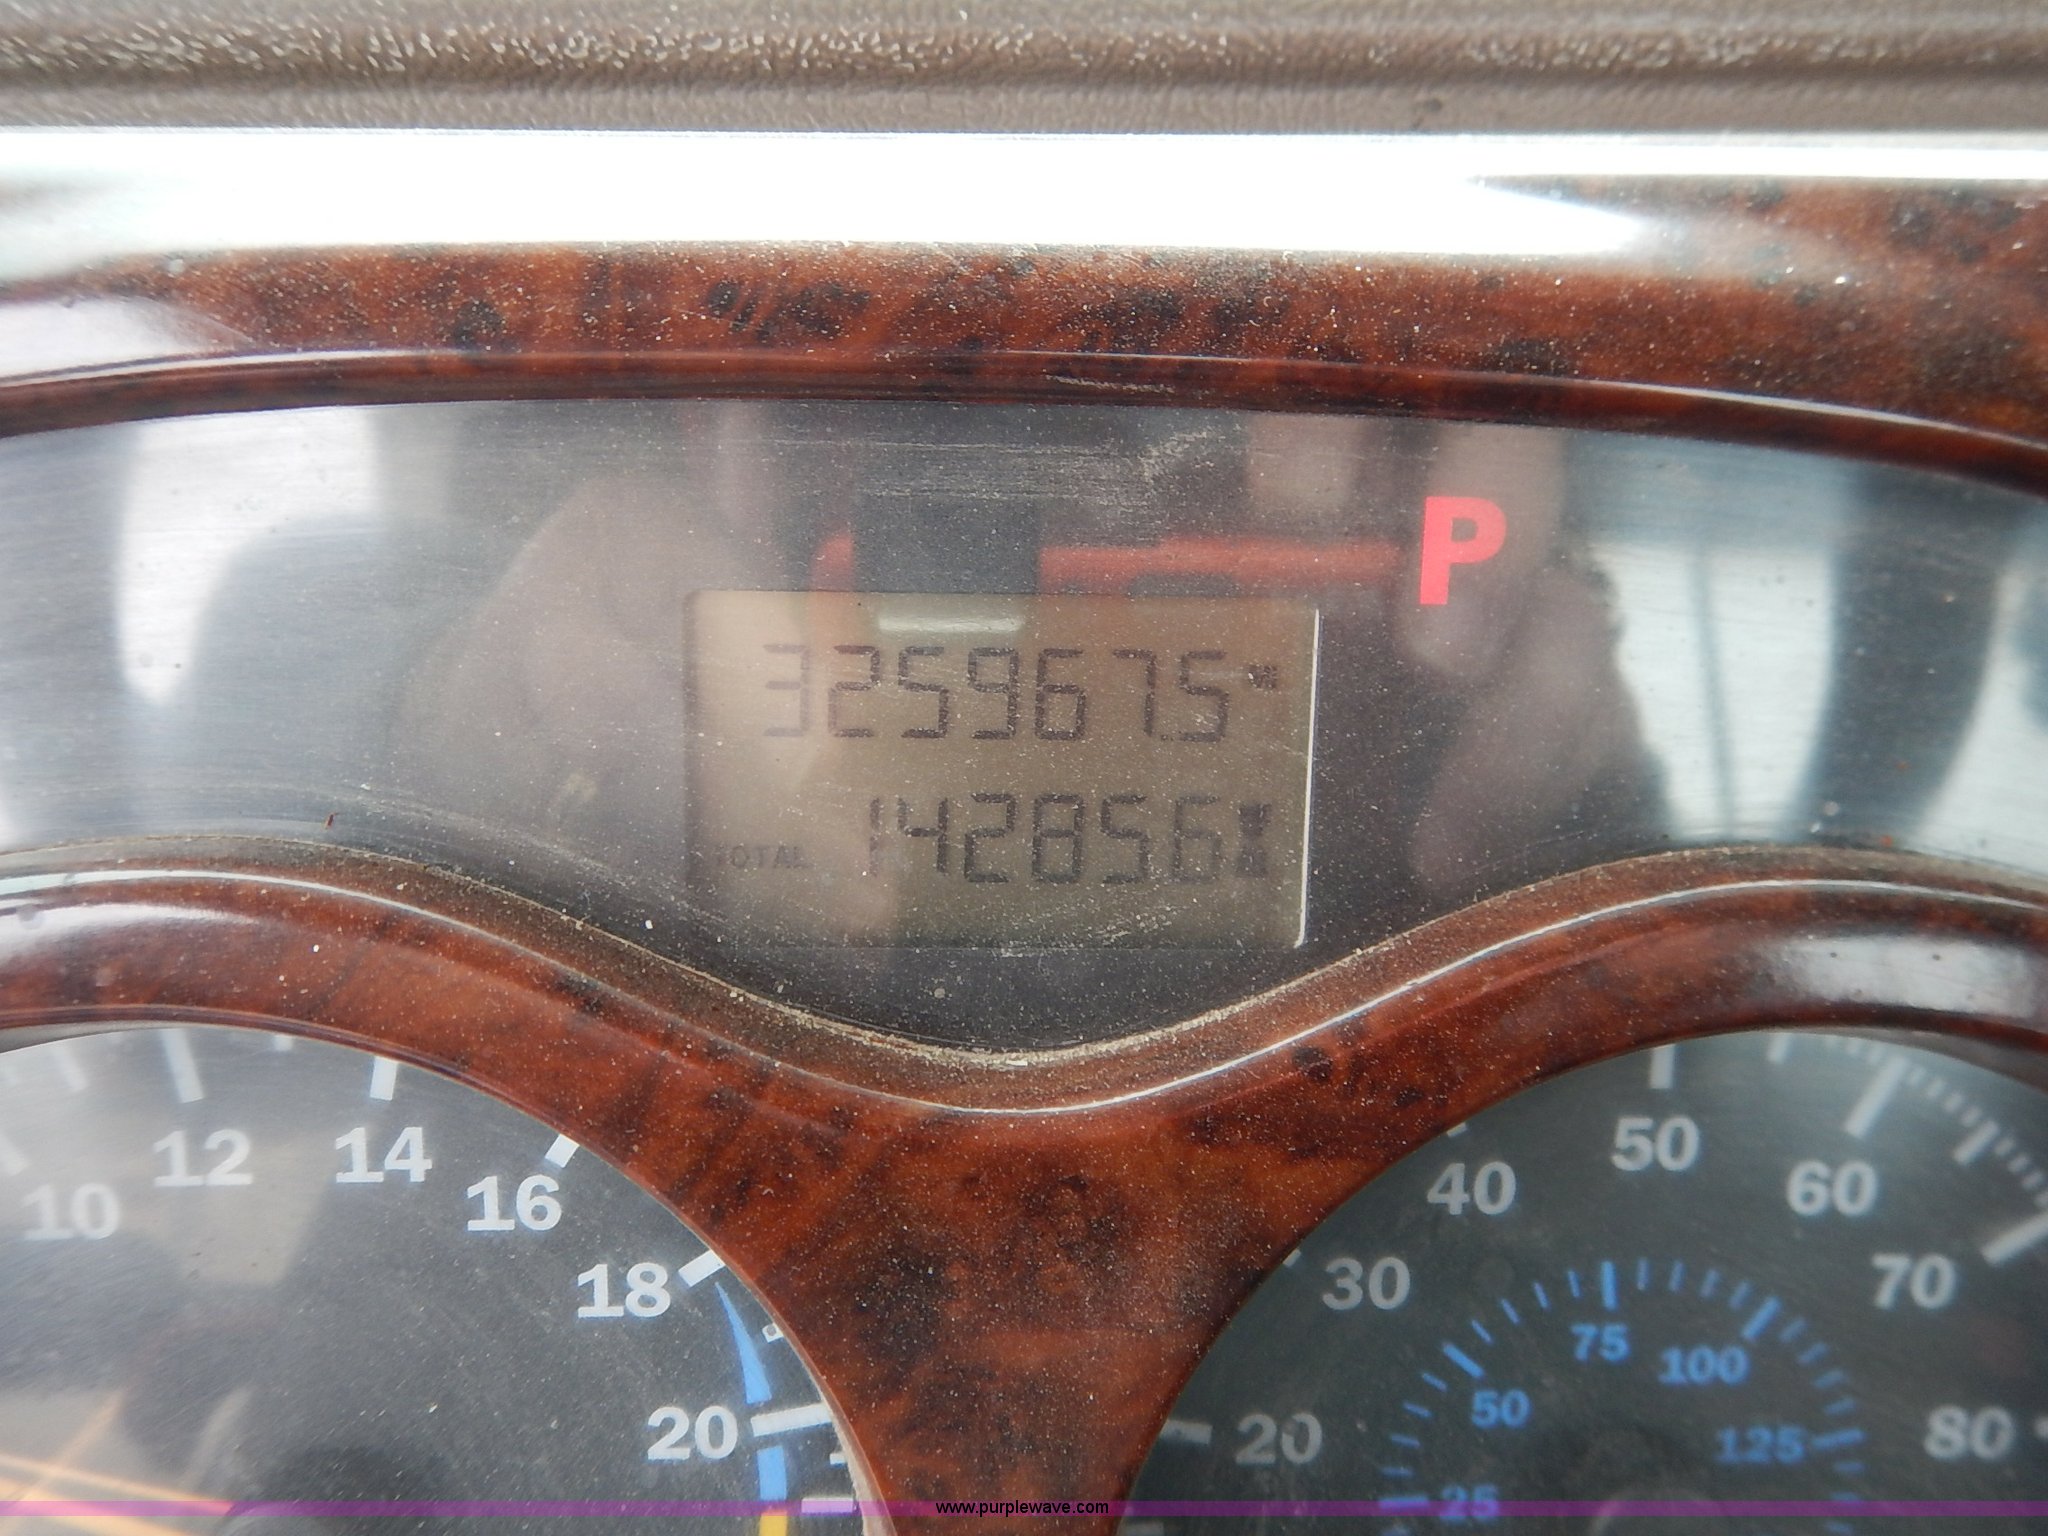 P
325967.5 MI
TOTAL 142856
10 12 14 16 18 20
20 30 40 50 60 70 80
25 50 75 100 125
www.purplewave.com